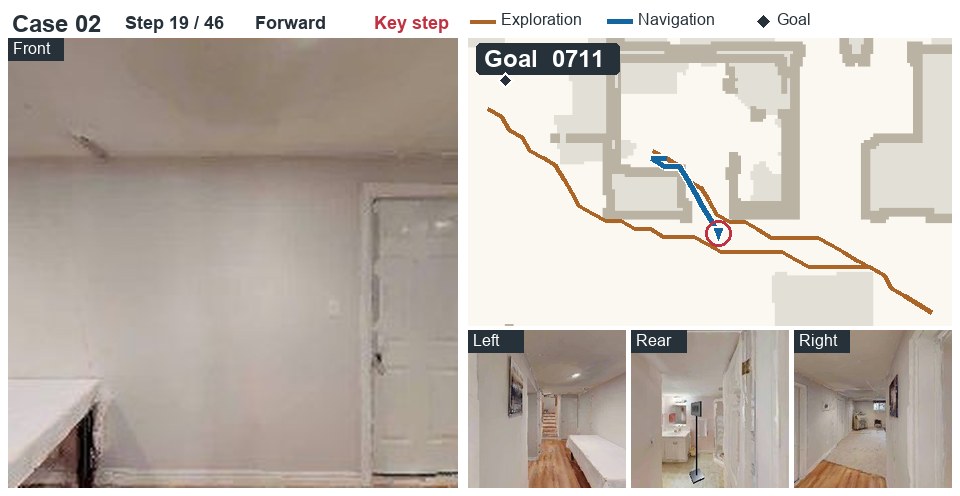 Case 02 Step 19 / 46 Forward Key step
Exploration Navigation Goal
Front
Goal 0711
Left
Rear
Right